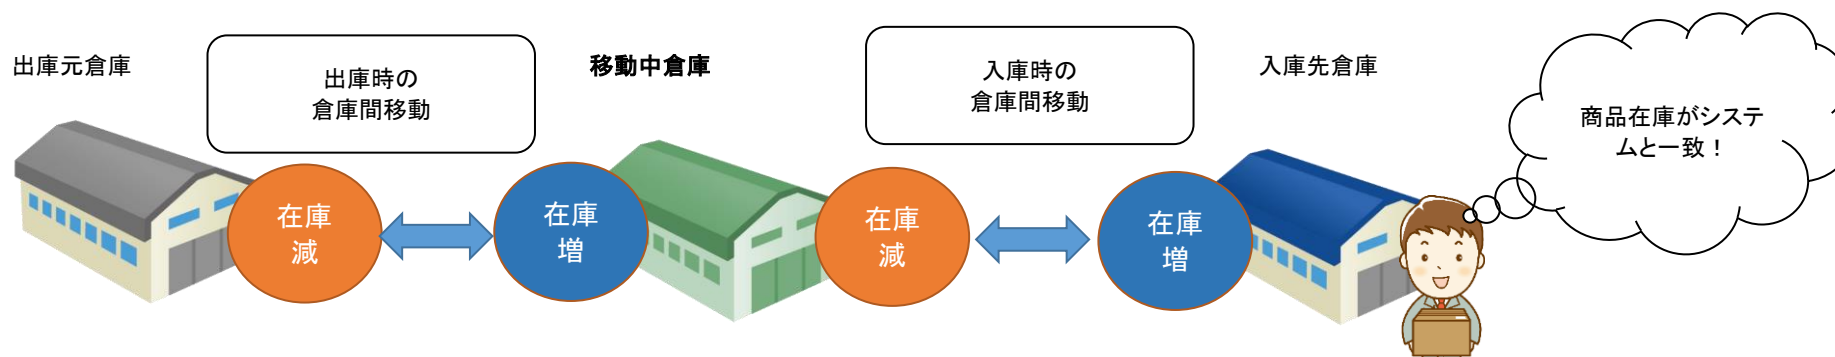 出庫元倉庫
出庫時の
倉庫間移動
移動中倉庫
入庫時の
倉庫間移動
入庫先倉庫
商品在庫がシステ
ムと一致！
在庫
減
在庫
増
在庫
減
在庫
増